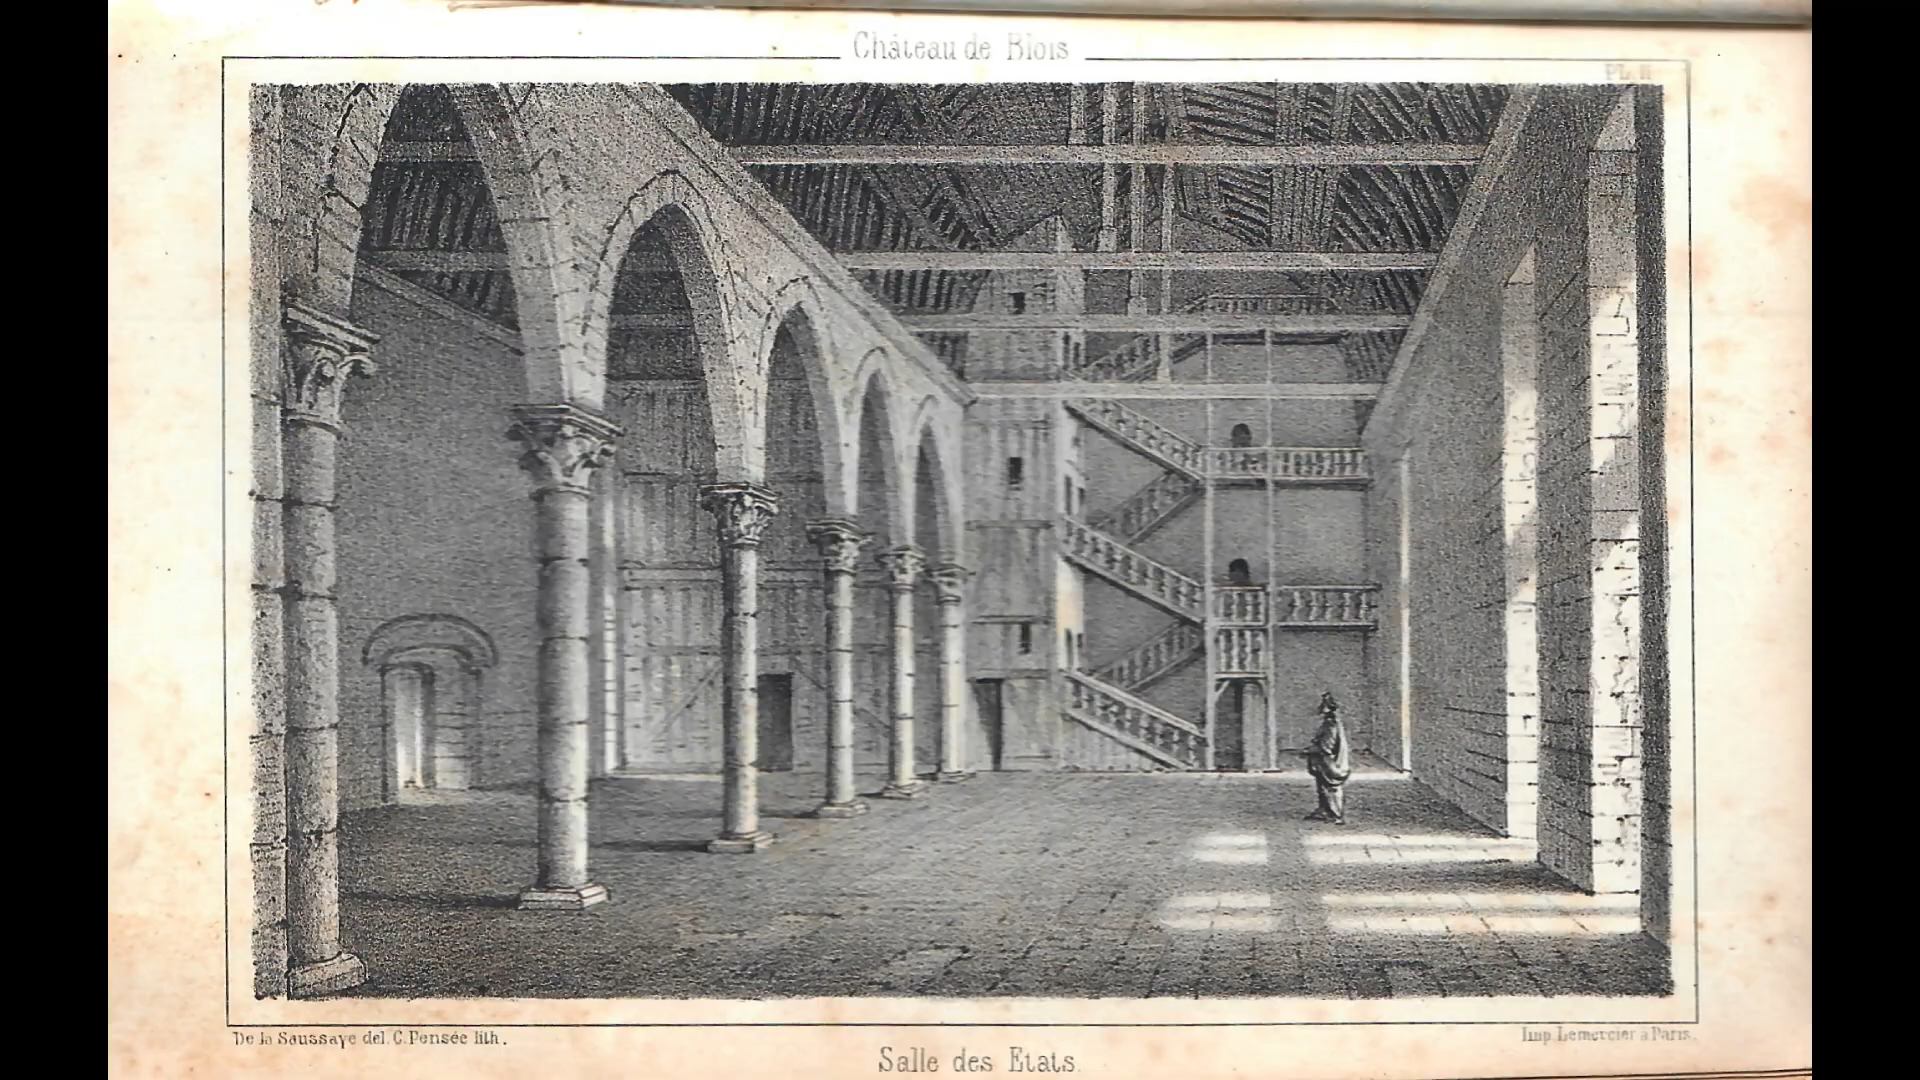 Château de Blois
PL. II
De la Saussaye del. C. Pensée lith.
Imp. Lemercier à Paris.
Salle des Etats.